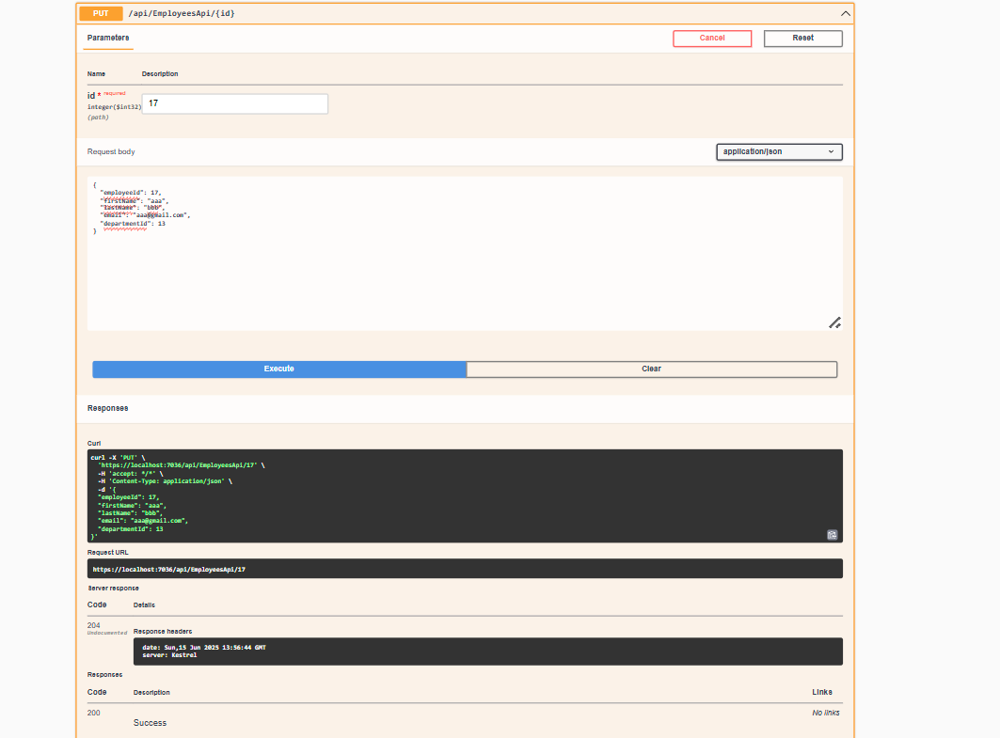 PUT /api/EmployeesApi/{id}
Parameters
Cancel
Reset
Name Description
id * required
integer($int32)
(path)
17
Request body
application/json
{
"employeeId": 17,
"firstName": "aaa",
"lastName": "bbb",
"email": "aaa@gmail.com",
"departmentId": 13
}
Execute
Clear
Responses
Curl
curl -X 'PUT' \
'https://localhost:7036/api/EmployeesApi/17' \
-H 'accept: */*' \
-H 'Content-Type: application/json' \
-d '{
"employeeId": 17,
"firstName": "aaa",
"lastName": "bbb",
"email": "aaa@gmail.com",
"departmentId": 13
}'
Request URL
https://localhost:7036/api/EmployeesApi/17
Server response
Code Details
204
Undocumented
Response headers
date: Sun,15 Jun 2025 13:56:44 GMT
server: Kestrel
Responses
Code Description Links
200 No links
Success